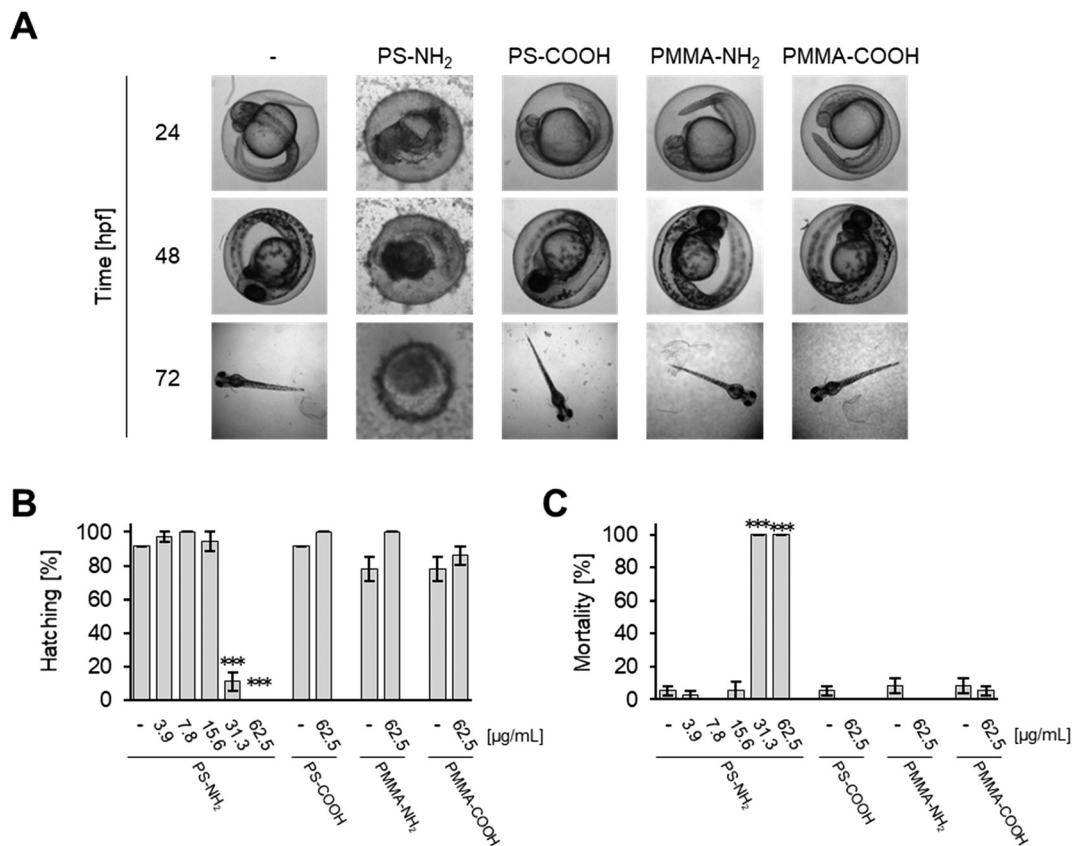 A
- PS-NH₂ PS-COOH PMMA-NH₂ PMMA-COOH
Time [hpf]
24
48
72
B
Hatching [%]
100
80
60
40
20
0
*** ***
- 3.9 7.8 15.6 31.3 62.5 - 62.5 - 62.5 - 62.5 [µg/mL]
PS-NH₂ PS-COOH PMMA-NH₂ PMMA-COOH
C
Mortality [%]
100
80
60
40
20
0
*** ***
- 3.9 7.8 15.6 31.3 62.5 - 62.5 - 62.5 - 62.5 [µg/mL]
PS-NH₂ PS-COOH PMMA-NH₂ PMMA-COOH